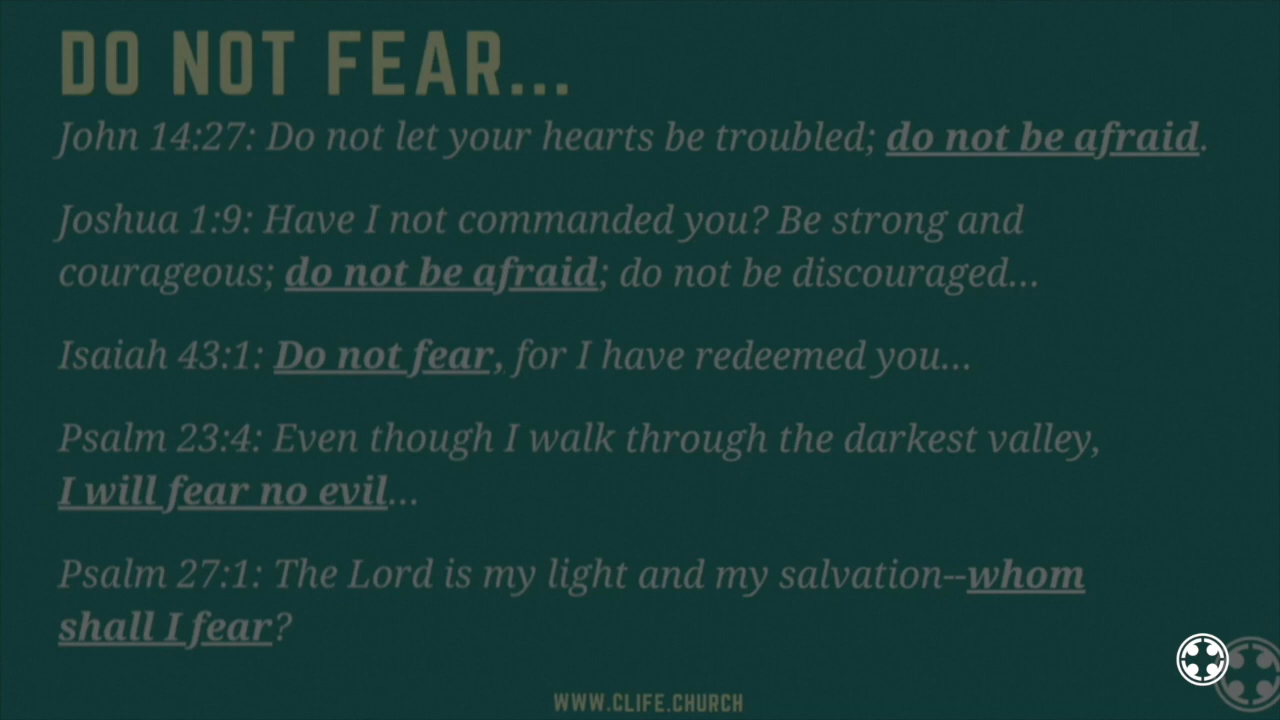 DO NOT FEAR...
John 14:27: Do not let your hearts be troubled; do not be afraid.
Joshua 1:9: Have I not commanded you? Be strong and
courageous; do not be afraid; do not be discouraged...
Isaiah 43:1: Do not fear, for I have redeemed you...
Psalm 23:4: Even though I walk through the darkest valley,
I will fear no evil...
Psalm 27:1: The Lord is my light and my salvation--whom
shall I fear?
WWW.CLIFE.CHURCH